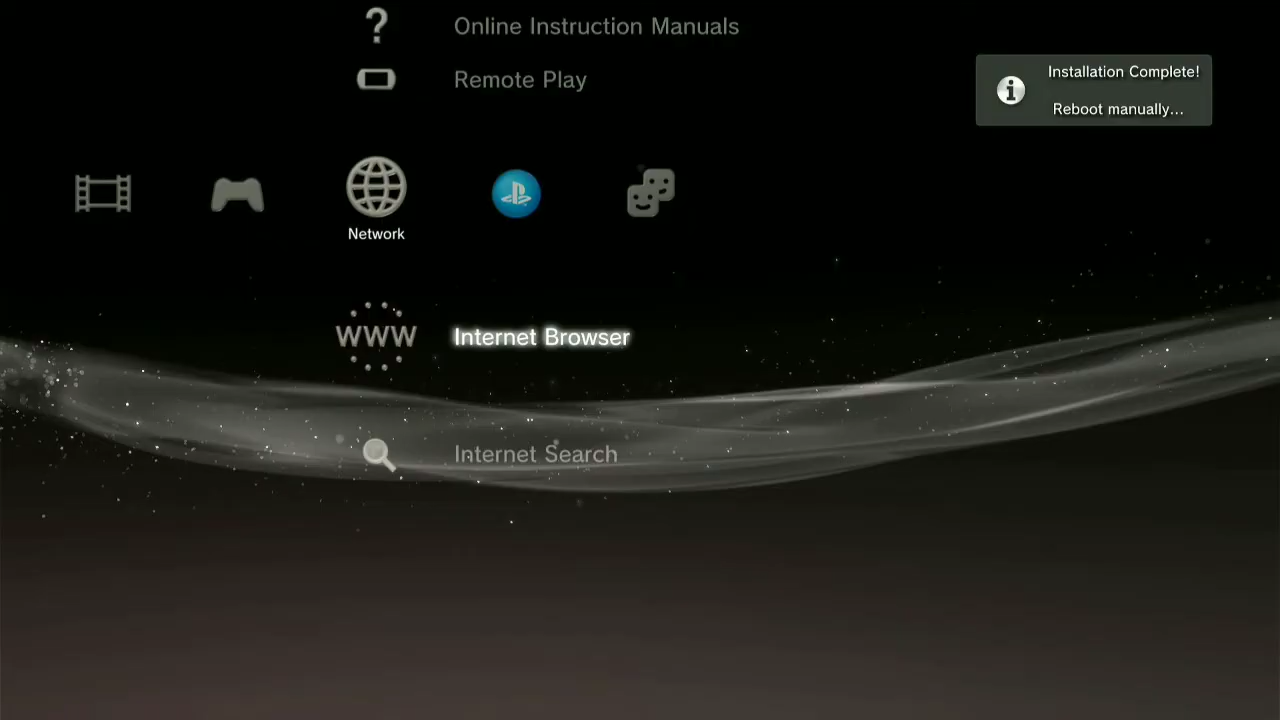 Online Instruction Manuals
Remote Play
Installation Complete!
Reboot manually...
Network
WWW
Internet Browser
Internet Search